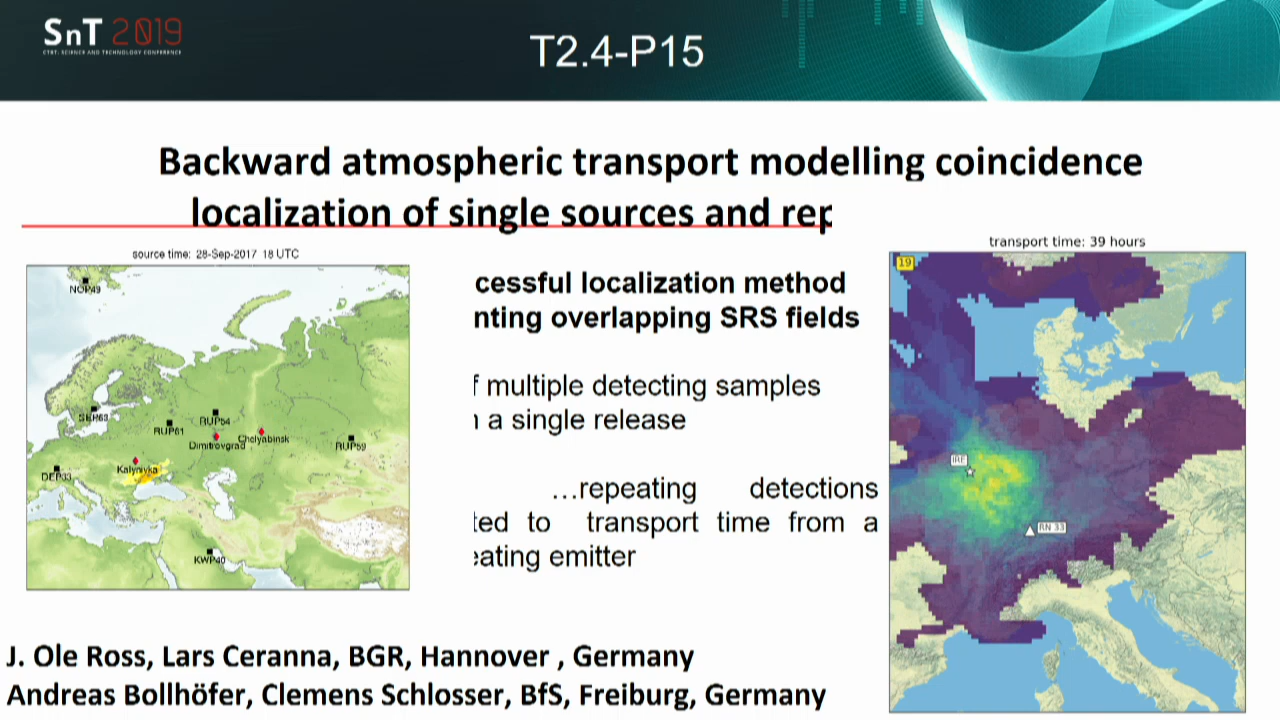 SnT 2019
CTBT: SCIENCE AND TECHNOLOGY CONFERENCE
T2.4-P15
Backward atmospheric transport modelling coincidence
localization of single sources and rep
source time: 28-Sep-2017 18 UTC
NOP49
SEP63
RUP61
RUP54
Dimitrovgrad
Chelyabinsk
RUP59
DEP33
Kalynivka
KWP40
cessful localization method
nting overlapping SRS fields
f multiple detecting samples
a single release
…repeating detections
ted to transport time from a
eating emitter
transport time: 39 hours
19
IRE
RN 33
J. Ole Ross, Lars Ceranna, BGR, Hannover , Germany
Andreas Bollhöfer, Clemens Schlosser, BfS, Freiburg, Germany